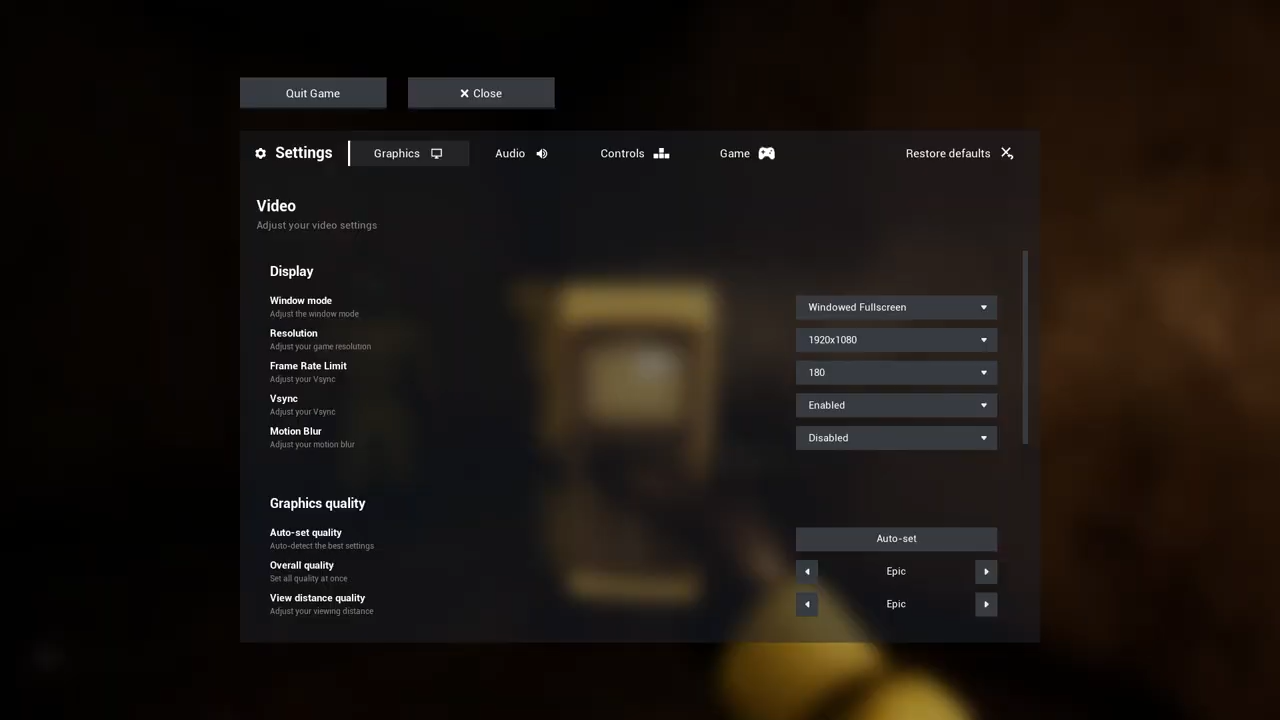 Quit Game
Close
Settings
Graphics
Audio
Controls
Game
Restore defaults
Video
Adjust your video settings
Display
Window mode
Adjust the window mode
Windowed Fullscreen
Resolution
Adjust your game resolution
1920x1080
Frame Rate Limit
Adjust your Vsync
180
Vsync
Adjust your Vsync
Enabled
Motion Blur
Adjust your motion blur
Disabled
Graphics quality
Auto-set quality
Auto-detect the best settings
Auto-set
Overall quality
Set all quality at once
Epic
View distance quality
Adjust your viewing distance
Epic